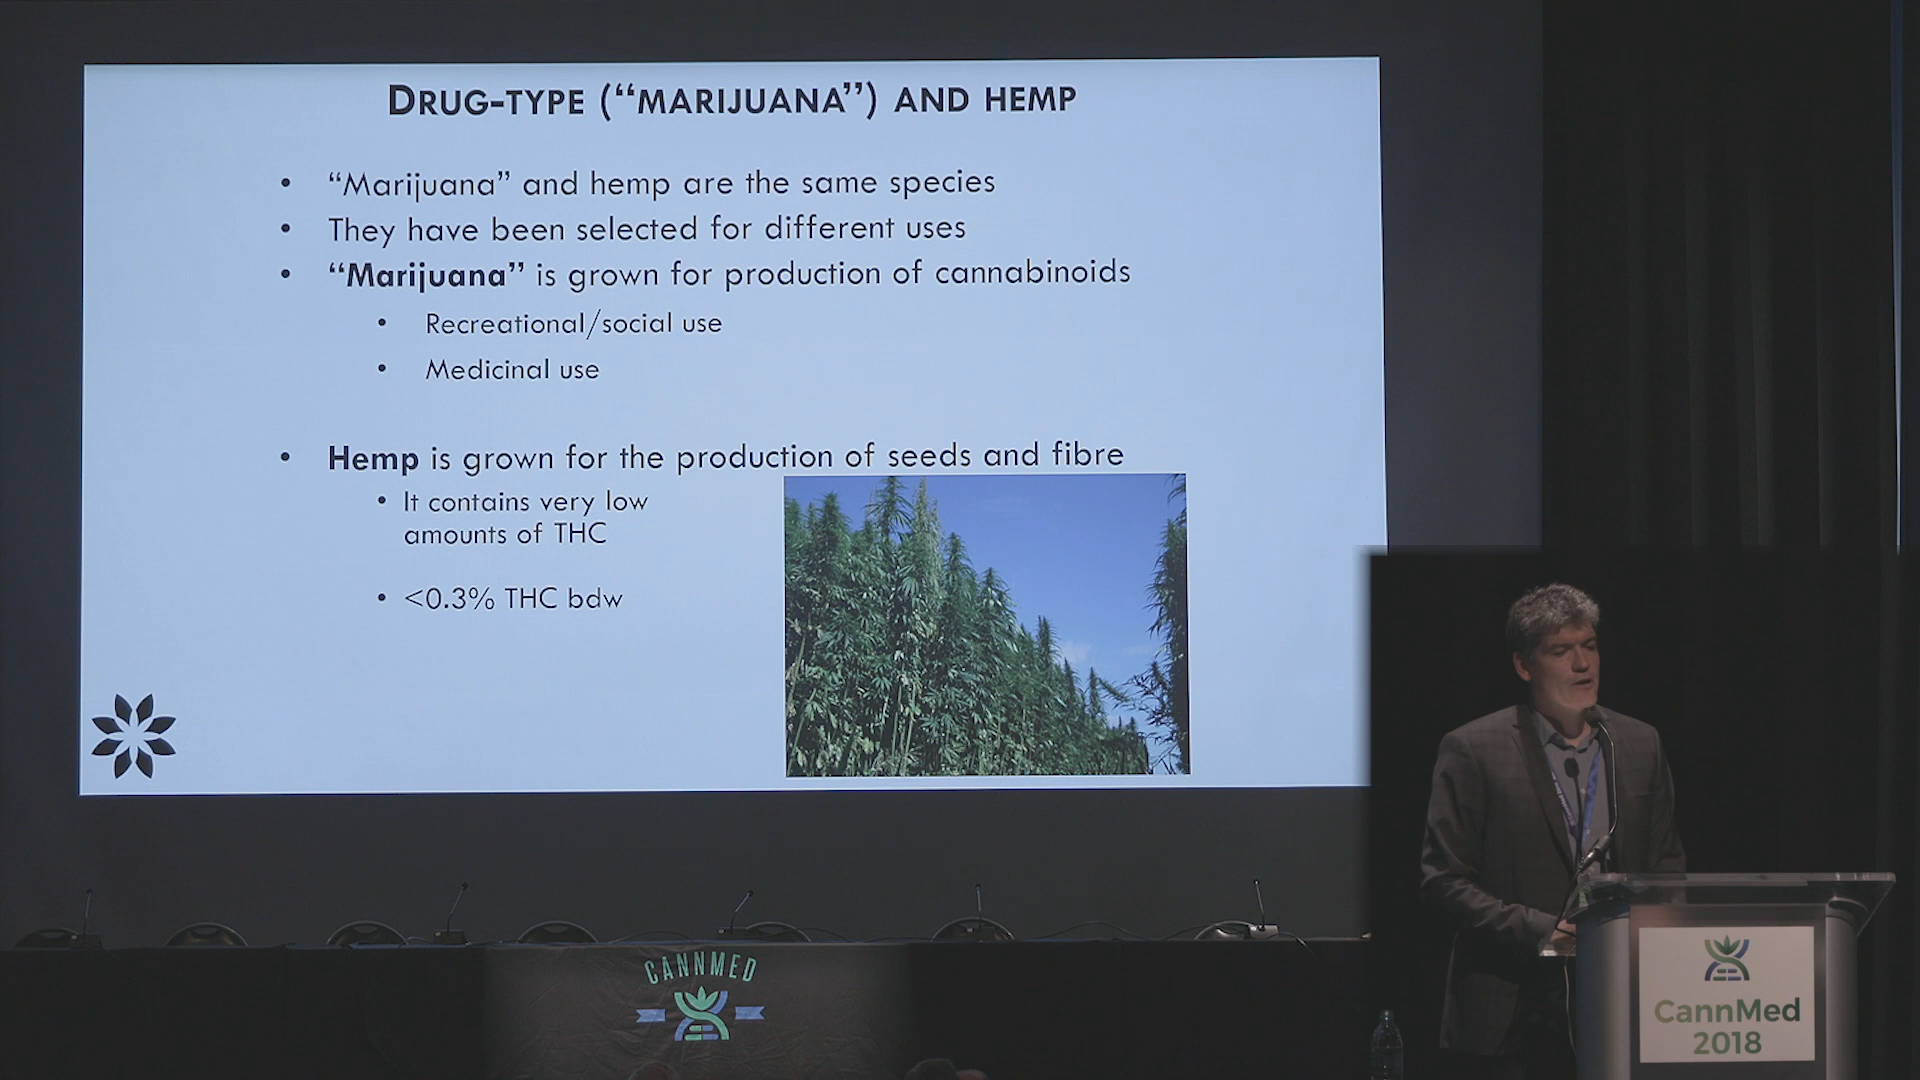 DRUG-TYPE (“MARIJUANA”) AND HEMP
• “Marijuana” and hemp are the same species
• They have been selected for different uses
• “Marijuana” is grown for production of cannabinoids
• Recreational/social use
• Medicinal use
• Hemp is grown for the production of seeds and fibre
• It contains very low
amounts of THC
• <0.3% THC bdw
CANNMED
CannMed
2018